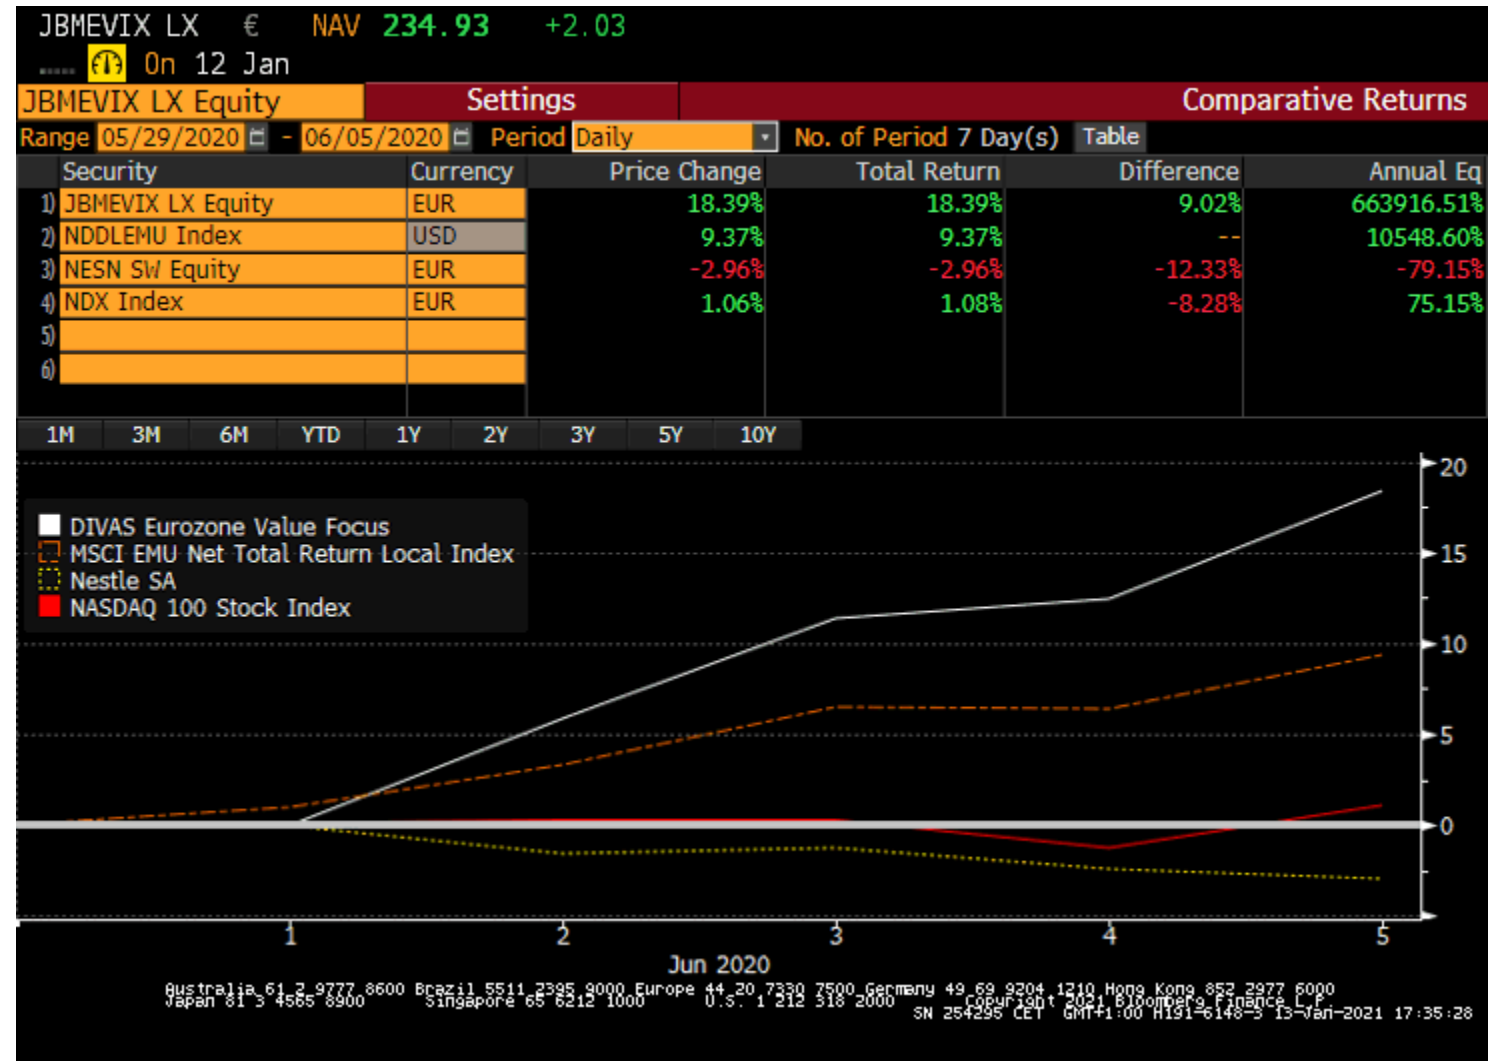 JBMEVIX LX € NAV 234.93 +2.03
On 12 Jan
JBMEVIX LX Equity Settings Comparative Returns
Range 05/29/2020 - 06/05/2020 Period Daily No. of Period 7 Day(s) Table
Security Currency Price Change Total Return Difference Annual Eq
1) JBMEVIX LX Equity EUR 18.39% 18.39% 9.02% 663916.51%
2) NDDLEMU Index USD 9.37% 9.37% -- 10548.60%
3) NESN SW Equity EUR -2.96% -2.96% -12.33% -79.15%
4) NDX Index EUR 1.06% 1.08% -8.28% 75.15%
5)
6)
1M 3M 6M YTD 1Y 2Y 3Y 5Y 10Y
20
DIVAS Eurozone Value Focus
MSCI EMU Net Total Return Local Index
15
Nestle SA
NASDAQ 100 Stock Index
10
5
0
1 2 3 4 5
Jun 2020
Australia 61 2 9777 8600 Brazil 5511 2395 9000 Europe 44 20 7330 7500 Germany 49 69 9204 1210 Hong Kong 852 2977 6000
Japan 81 3 4565 8900 Singapore 65 6212 1000 U.S. 1 212 318 2000 Copyright 2021 Bloomberg Finance L.P.
SN 254295 CET GMT+1:00 H191-6148-3 13-Jan-2021 17:35:28